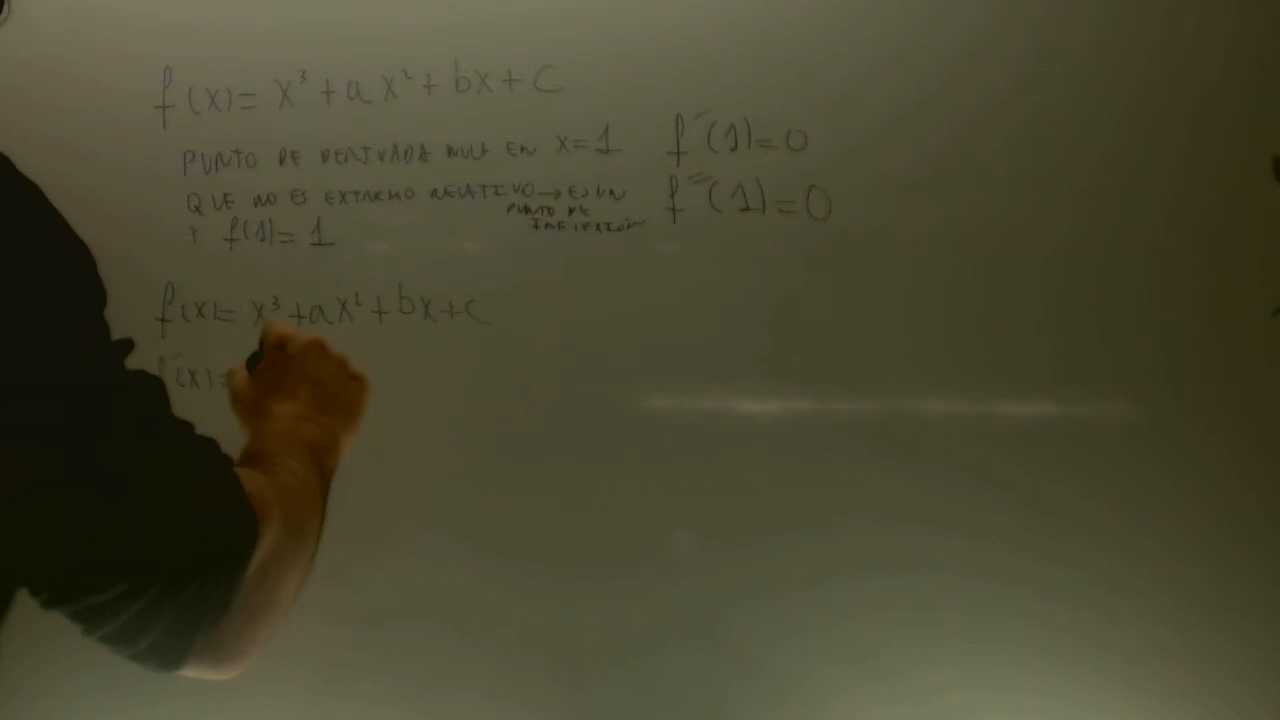 f(x)= x³+ax²+bx+c
PUNTO DE DERIVADA NULA EN x=1 f'(1)=0
QUE NO ES EXTREMO RELATIVO → ES UN PUNTO DE INFLEXIÓN f''(1)=0
f(1)=1
f(x)= x³+ax²+bx+c
f'(x)=